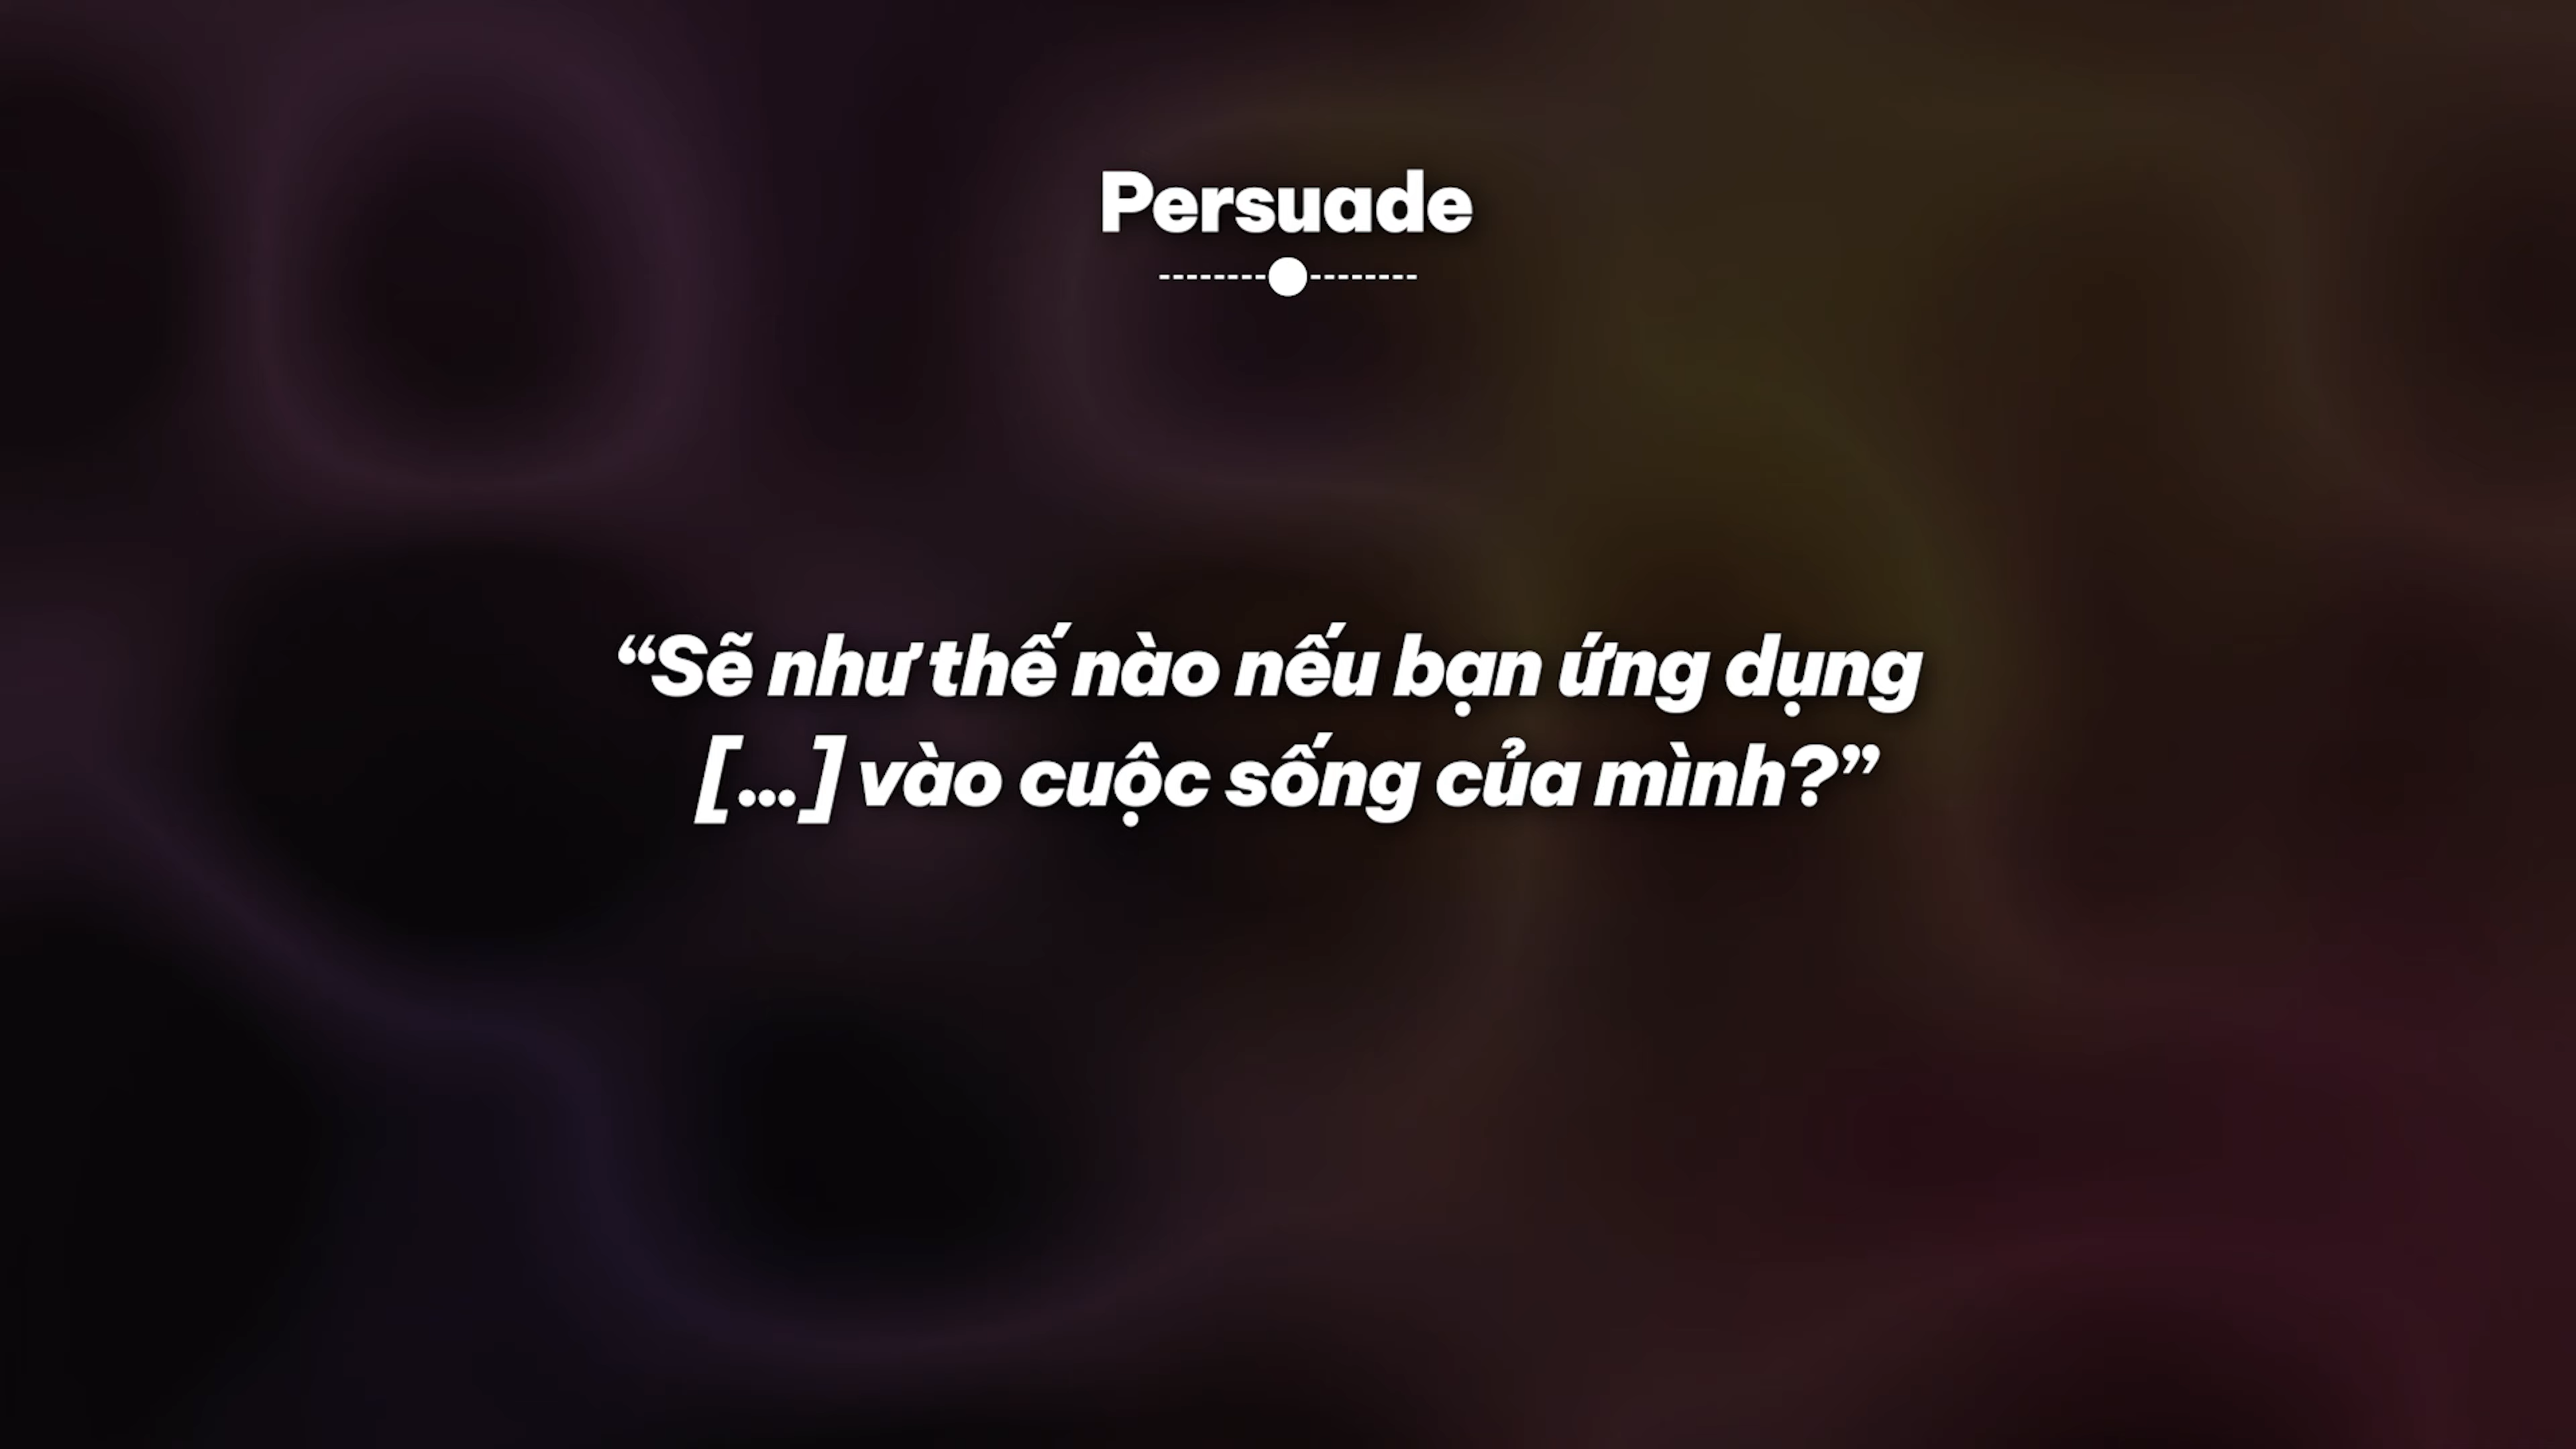 Persuade
“Sẽ như thế nào nếu bạn ứng dụng
[...] vào cuộc sống của mình?”